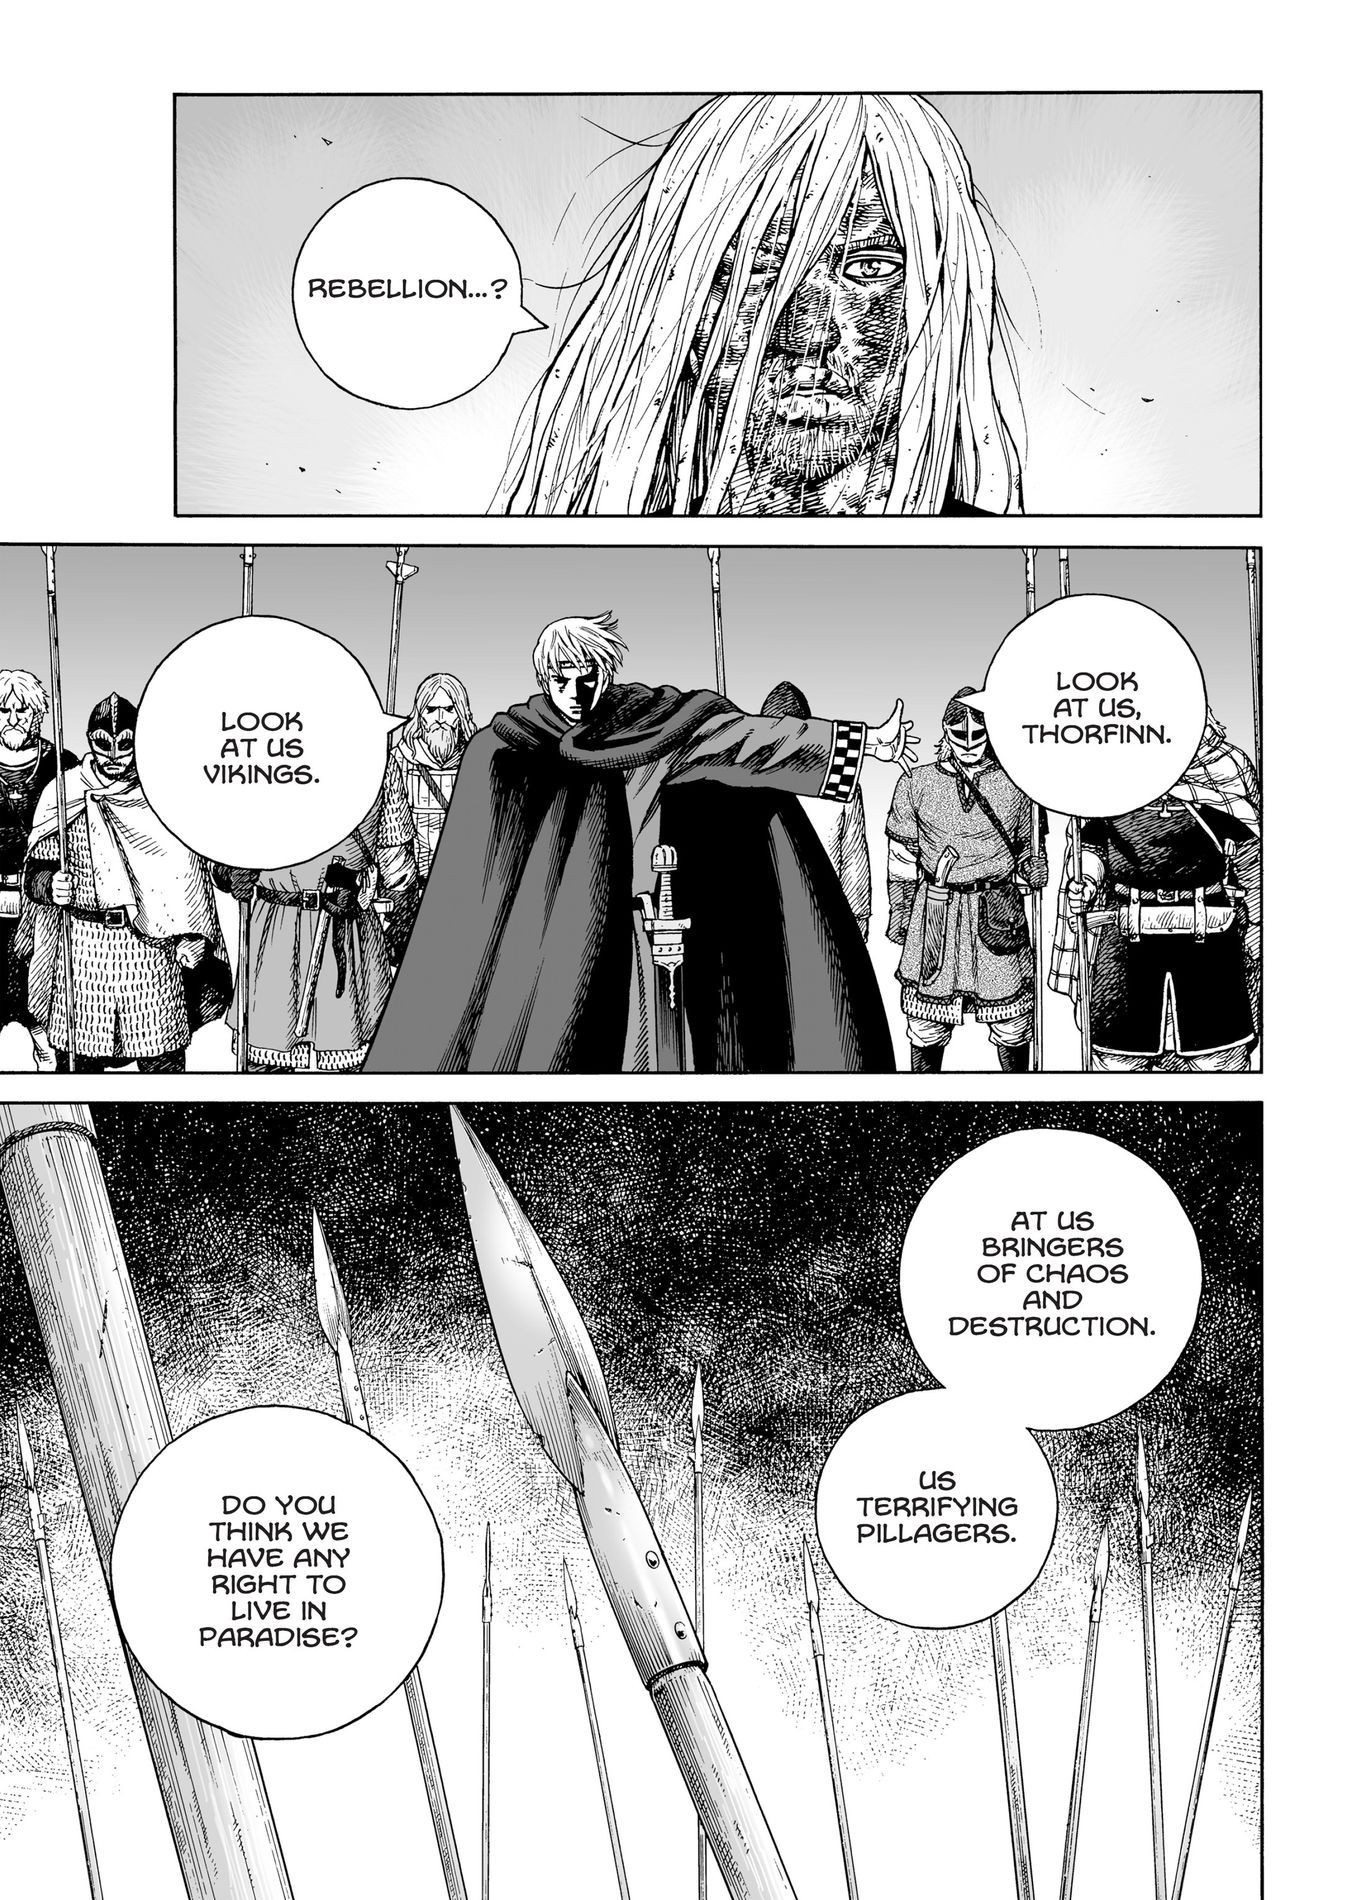 REBELLION...?
LOOK
AT US,
THORFINN.
LOOK
AT US
VIKINGS.
AT US
BRINGERS
OF CHAOS
AND
DESTRUCTION.
US
TERRIFYING
PILLAGERS.
DO YOU
THINK WE
HAVE ANY
RIGHT TO
LIVE IN
PARADISE?